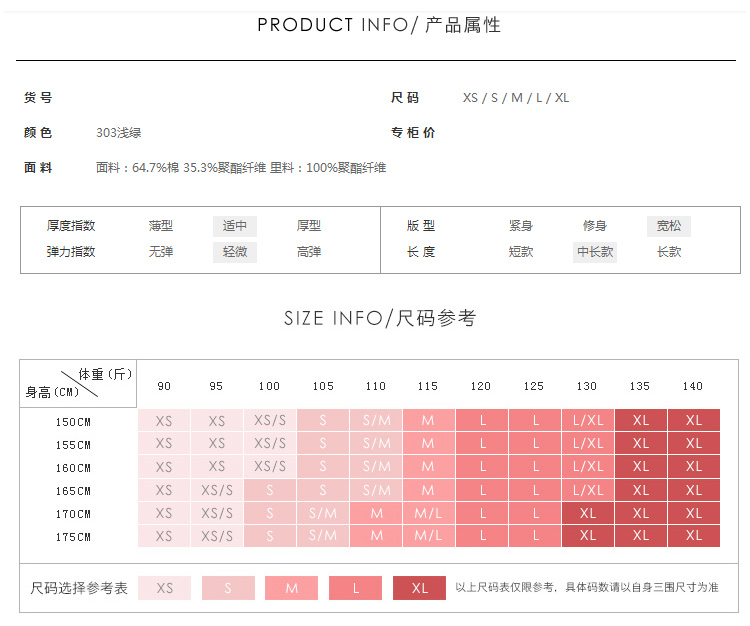 PRODUCT INFO/ 产品属性
货号 尺码 XS / S / M / L / XL
颜色 303浅绿 专柜价
面料 面料：64.7%棉 35.3%聚酯纤维 里料：100%聚酯纤维
厚度指数 薄型 适中 厚型 版型 紧身 修身 宽松
弹力指数 无弹 轻微 高弹 长度 短款 中长款 长款
SIZE INFO/尺码参考
体重(斤) 90 95 100 105 110 115 120 125 130 135 140
身高(CM)
150CM XS XS XS/S S S/M M L L L/XL XL XL
155CM XS XS XS/S S S/M M L L L/XL XL XL
160CM XS XS XS/S S S/M M L L L/XL XL XL
165CM XS XS/S S S S/M M L L L/XL XL XL
170CM XS XS/S S S/M M M/L L L XL XL XL
175CM XS XS/S S S/M M M/L L L XL XL XL
尺码选择参考表 XS S M L XL 以上尺码表仅限参考，具体码数请以自身三围尺寸为准